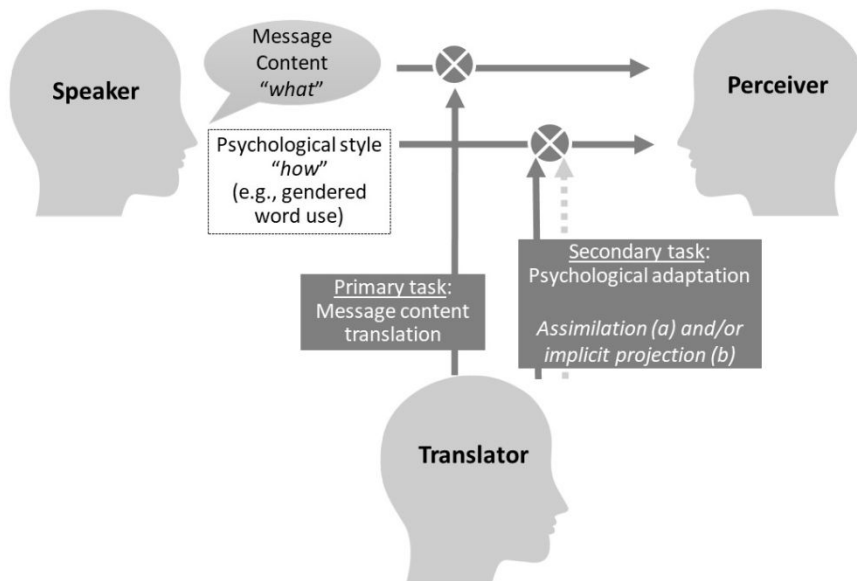 Message
Content
“what”
Speaker
Perceiver
Psychological style
“how”
(e.g., gendered
word use)
Primary task:
Message content
translation
Secondary task:
Psychological adaptation
Assimilation (a) and/or
implicit projection (b)
Translator